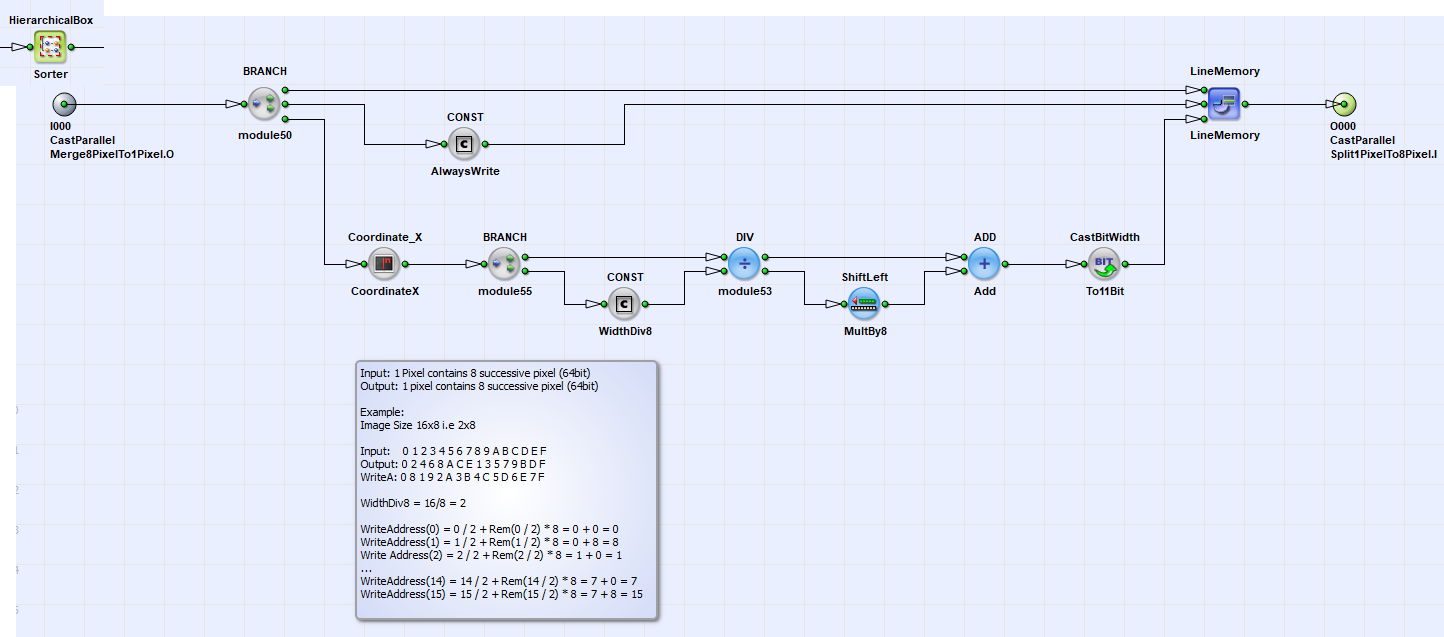 HierarchicalBox
Sorter
BRANCH
module50
I000
CastParallel
Merge8PixelTo1Pixel.O
CONST
AlwaysWrite
LineMemory
LineMemory
O000
CastParallel
Split1PixelTo8Pixel.I
Coordinate_X
CoordinateX
BRANCH
module55
CONST
WidthDiv8
DIV
module53
ShiftLeft
MultBy8
ADD
Add
CastBitWidth
BIT
To11Bit
Input: 1 Pixel contains 8 successive pixel (64bit)
Output: 1 pixel contains 8 successive pixel (64bit)
Example:
Image Size 16x8 i.e 2x8
Input: 0 1 2 3 4 5 6 7 8 9 A B C D E F
Output: 0 2 4 6 8 A C E 1 3 5 7 9 B D F
WriteA: 0 8 1 9 2 A 3 B 4 C 5 D 6 E 7 F
WidthDiv8 = 16/8 = 2
WriteAddress(0) = 0 / 2 + Rem(0 / 2) * 8 = 0 + 0 = 0
WriteAddress(1) = 1 / 2 + Rem(1 / 2) * 8 = 0 + 8 = 8
Write Address(2) = 2 / 2 + Rem(2 / 2) * 8 = 1 + 0 = 1
...
WriteAddress(14) = 14 / 2 + Rem(14 / 2) * 8 = 7 + 0 = 7
WriteAddress(15) = 15 / 2 + Rem(15 / 2) * 8 = 7 + 8 = 15